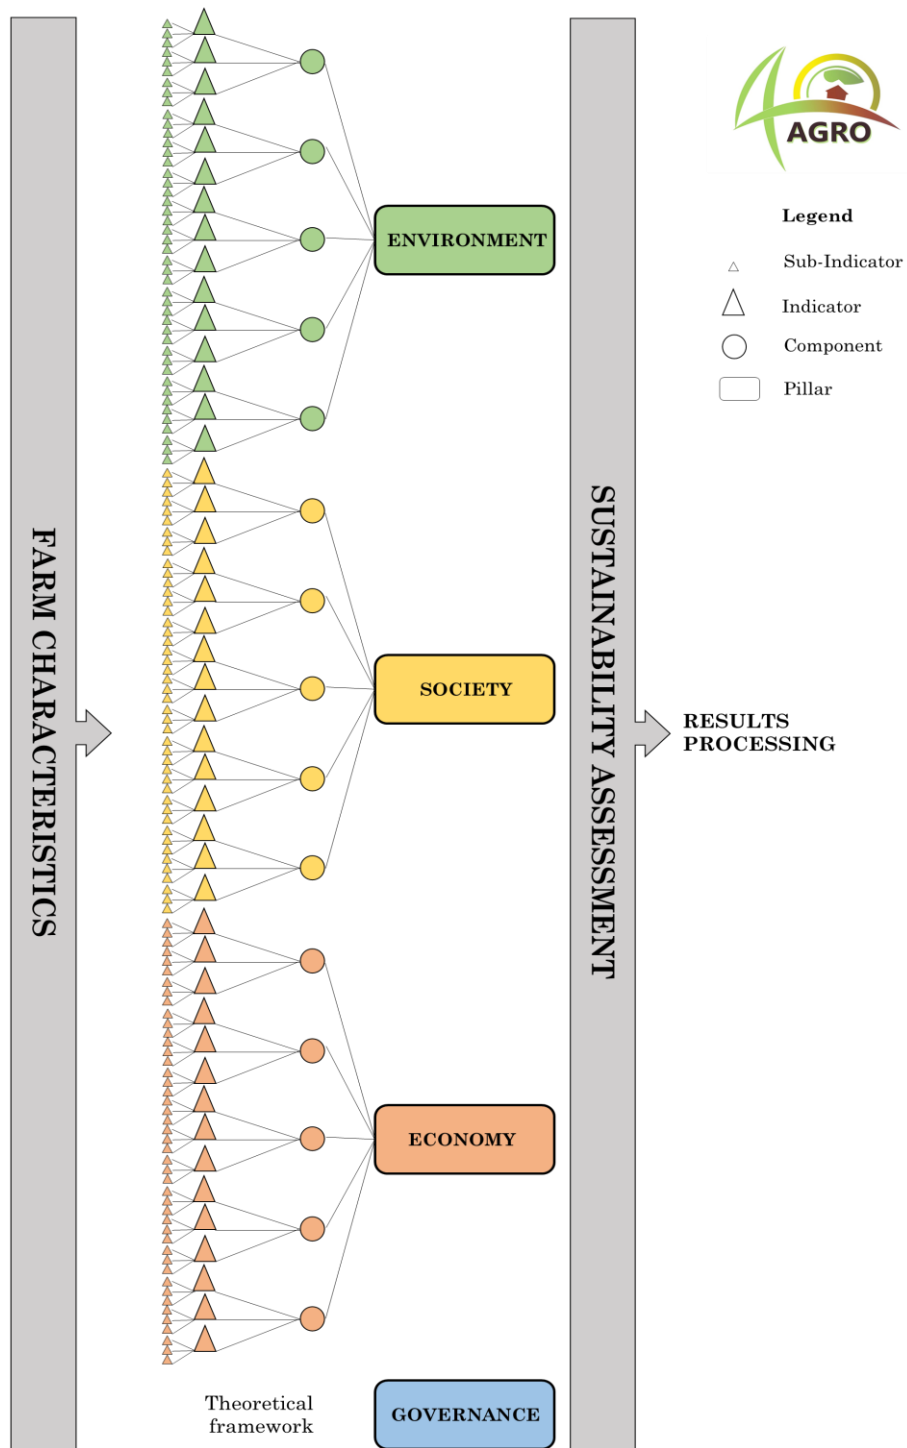 FARM CHARACTERISTICS
ENVIRONMENT
SOCIETY
ECONOMY
Theoretical
framework
GOVERNANCE
SUSTAINABILITY ASSESSMENT
RESULTS
PROCESSING
4
AGRO
Legend
Sub-Indicator
Indicator
Component
Pillar